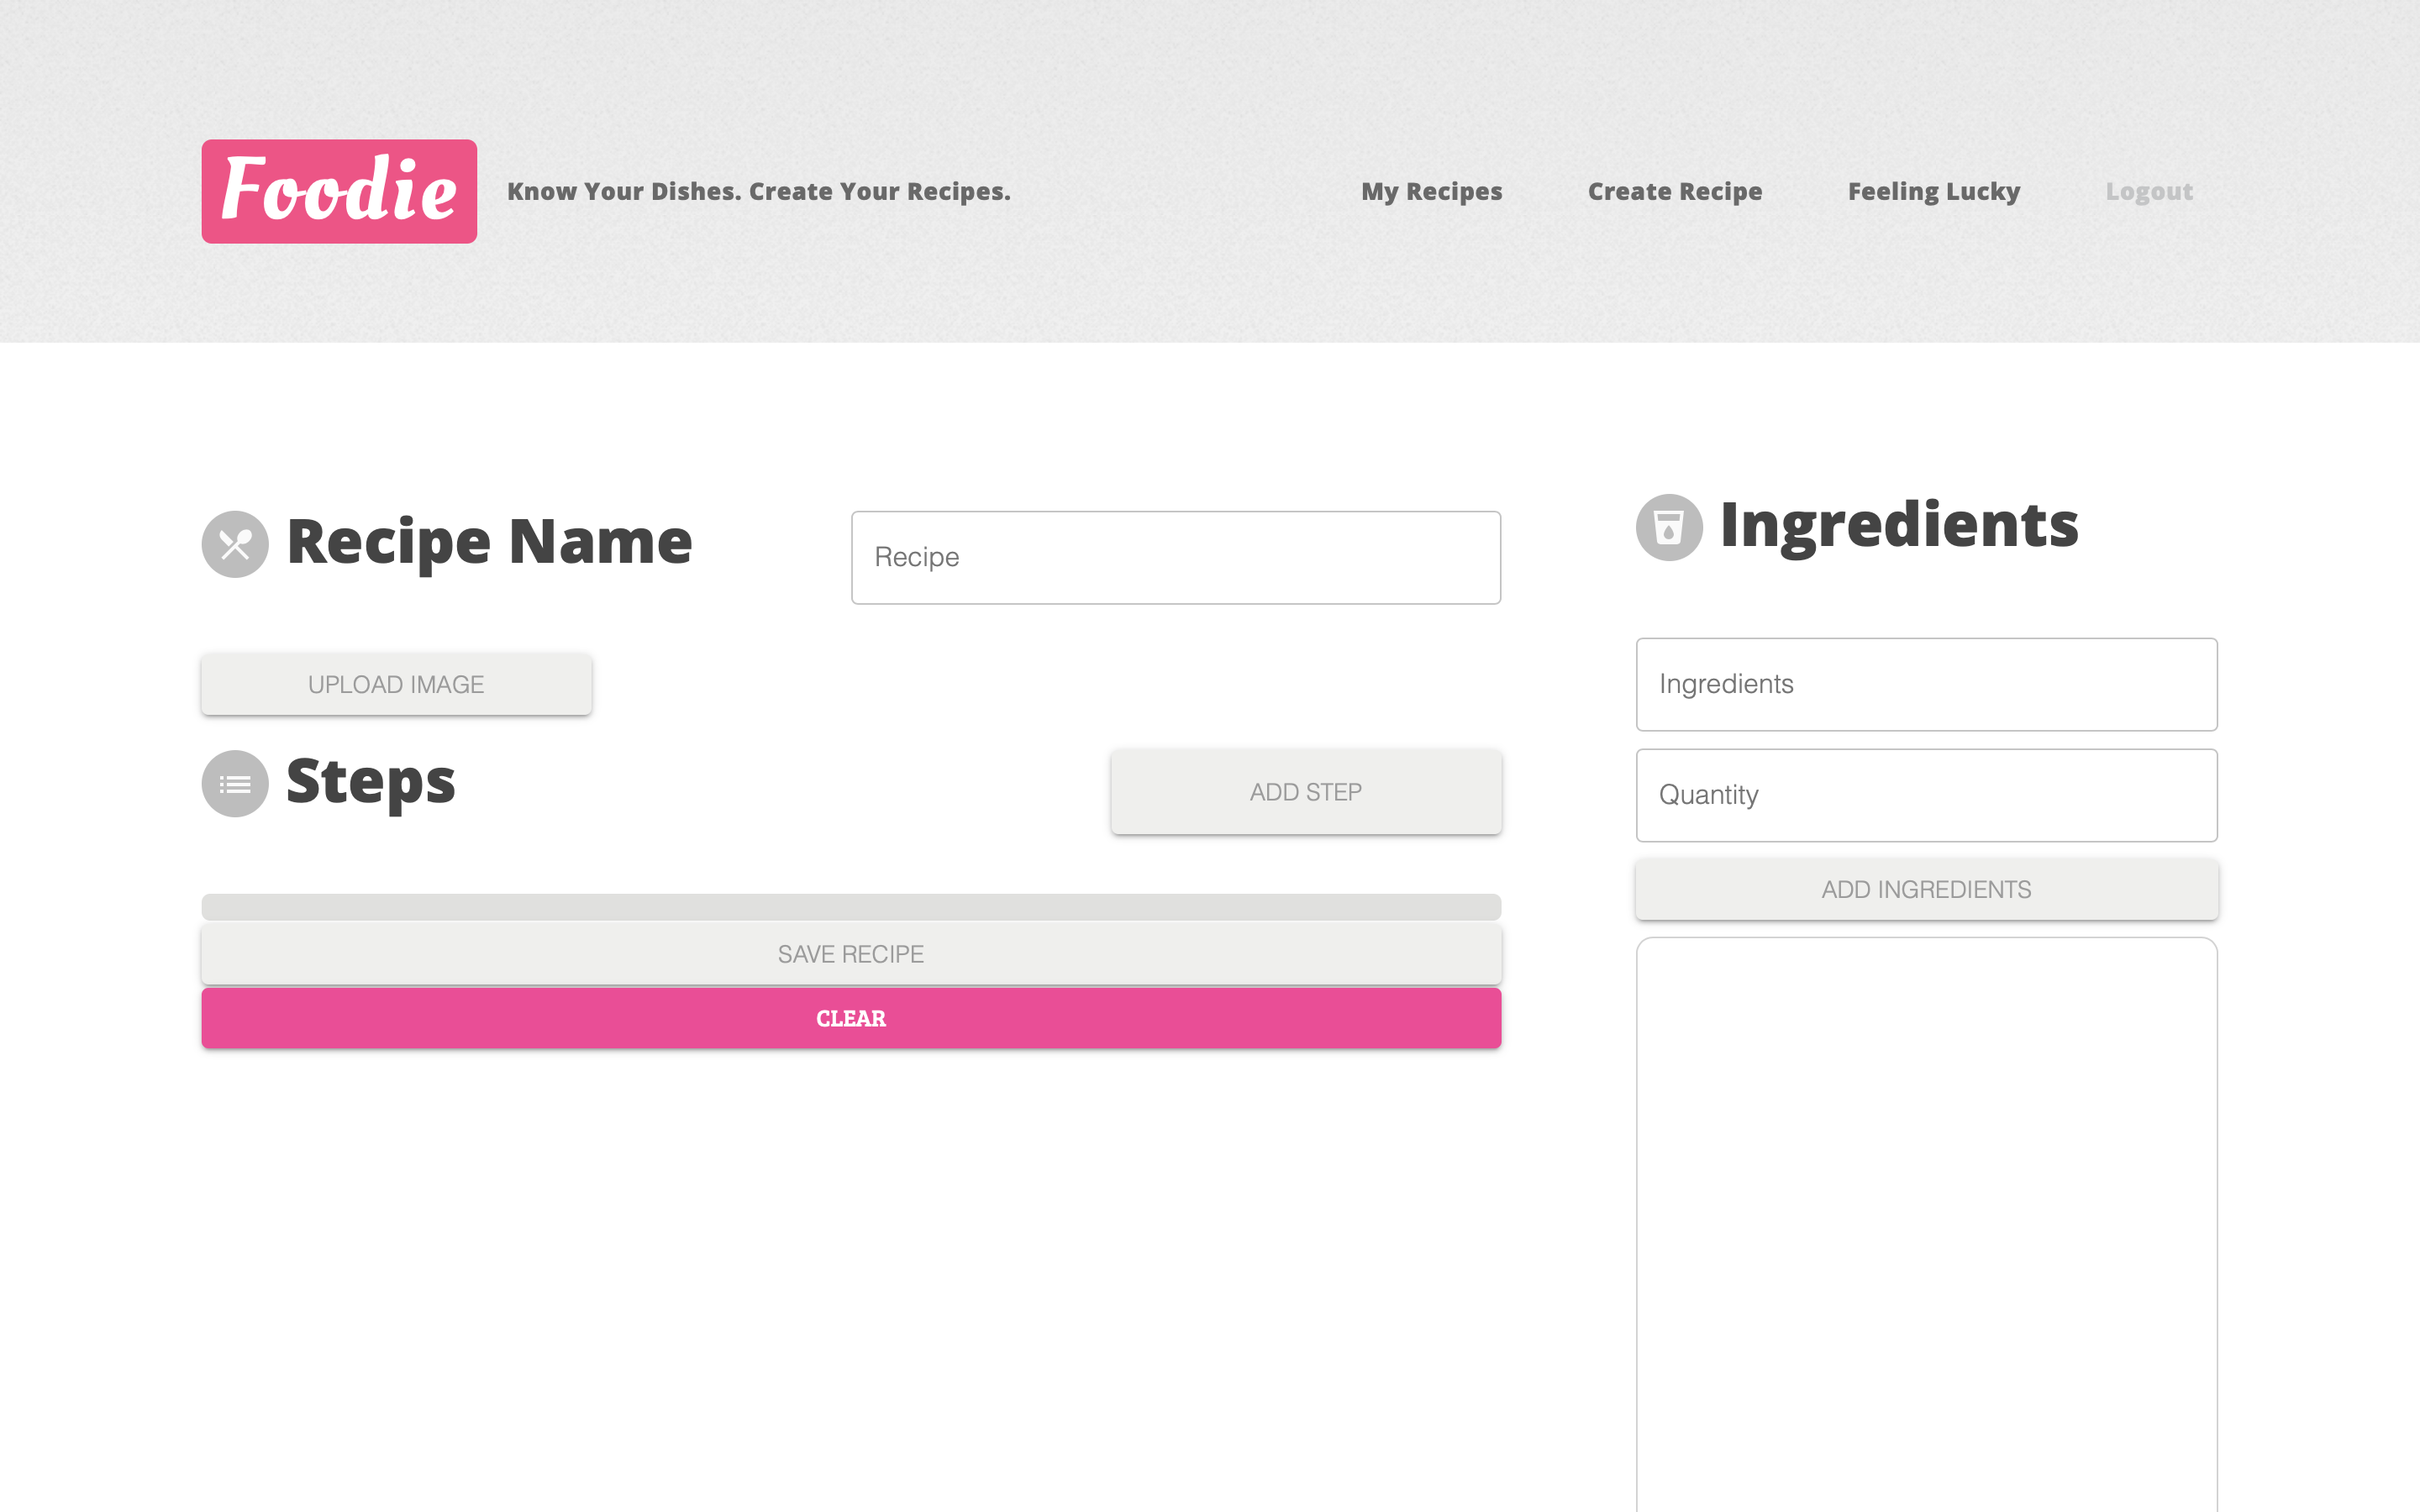 Foodie
Know Your Dishes. Create Your Recipes.
My Recipes
Create Recipe
Feeling Lucky
Logout
Recipe Name
Recipe
UPLOAD IMAGE
Steps
ADD STEP
SAVE RECIPE
CLEAR
Ingredients
Ingredients
Quantity
ADD INGREDIENTS